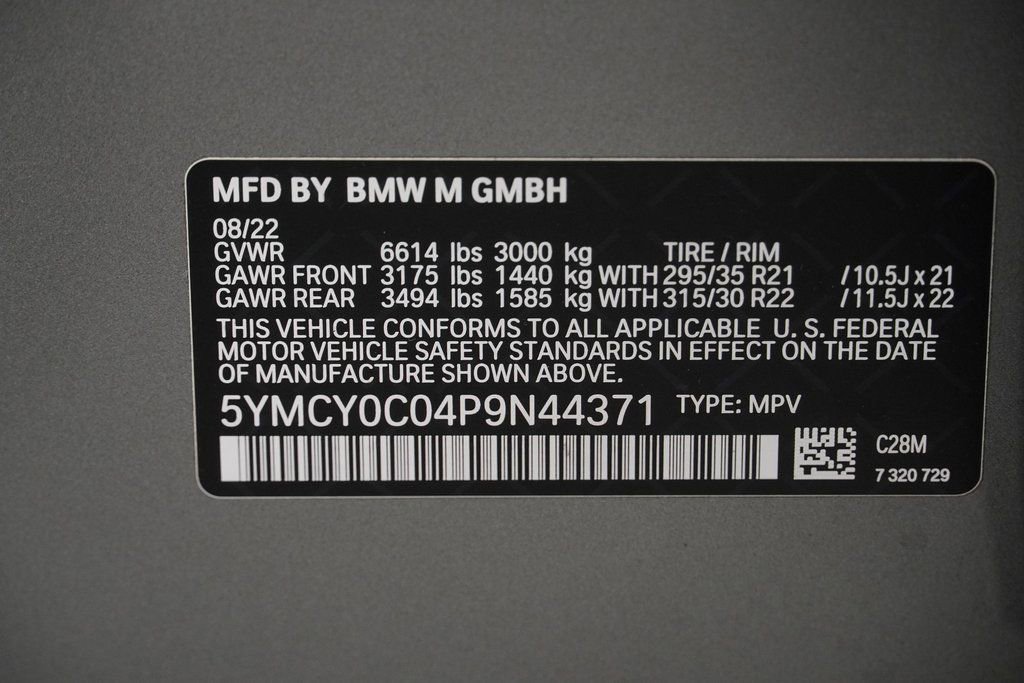 MFD BY BMW M GMBH
08/22
GVWR 6614 lbs 3000 kg TIRE / RIM
GAWR FRONT 3175 lbs 1440 kg WITH 295/35 R21 /10.5J x 21
GAWR REAR 3494 lbs 1585 kg WITH 315/30 R22 /11.5J x 22
THIS VEHICLE CONFORMS TO ALL APPLICABLE U. S. FEDERAL
MOTOR VEHICLE SAFETY STANDARDS IN EFFECT ON THE DATE
OF MANUFACTURE SHOWN ABOVE.
5YMCY0C04P9N44371 TYPE: MPV
C28M
7 320 729